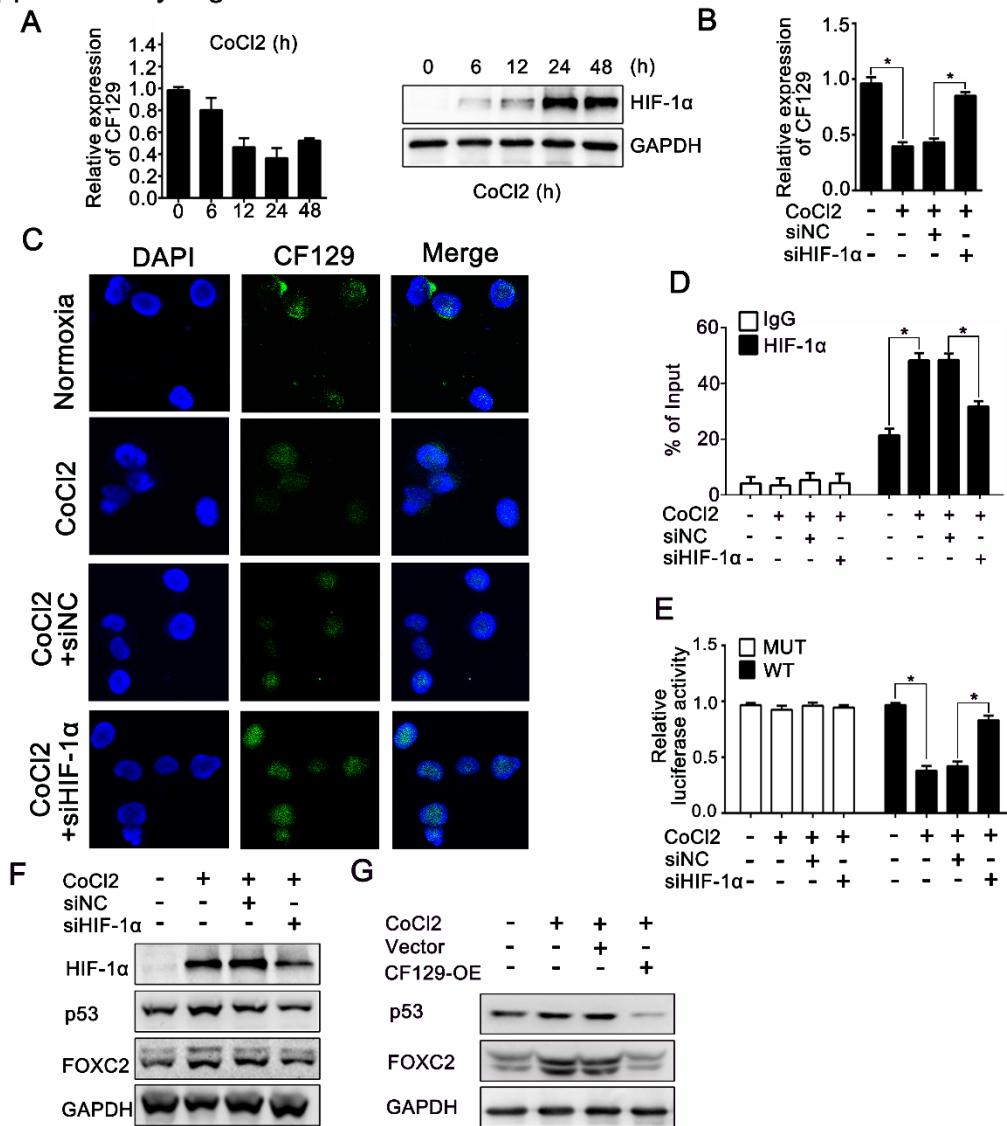 A
CoCl2 (h)
Relative expression
of CF129
1.4
1.2
1.0
0.8
0.6
0.4
0.2
0.0
0 6 12 24 48
0 6 12 24 48 (h)
HIF-1α
GAPDH
CoCl2 (h)
B
Relative expression
of CF129
1.5
1.0
0.5
0.0
* *
CoCl2 - + + +
siNC - - + -
siHIF-1α - - - +
C
DAPI CF129 Merge
Normoxia
CoCl2
CoCl2
+siNC
CoCl2
+siHIF-1α
D
IgG
HIF-1α
% of Input
60
40
20
0
* *
CoCl2 - + + + - + + +
siNC - - + - - - + -
siHIF-1α - - - + - - - +
E
MUT
WT
Relative
luciferase activity
1.5
1.0
0.5
0.0
* *
CoCl2 - + + + - + + +
siNC - - + - - - + -
siHIF-1α - - - + - - - +
F
CoCl2 - + + +
siNC - - + -
siHIF-1α - - - +
HIF-1α
p53
FOXC2
GAPDH
G
CoCl2 - + + +
Vector - - + -
CF129-OE - - - +
p53
FOXC2
GAPDH